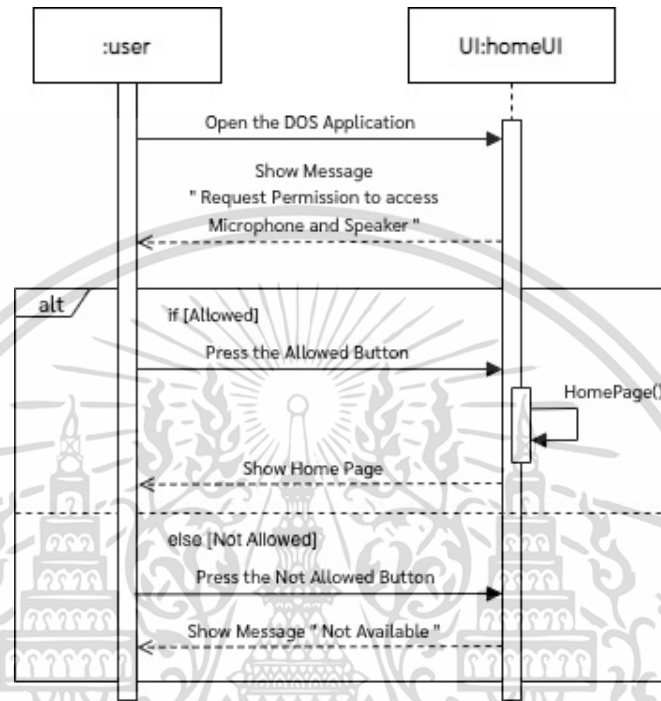 :user
UI:homeUI
Open the DOS Application
Show Message
" Request Permission to access
Microphone and Speaker "
alt
if [Allowed]
Press the Allowed Button
HomePage()
Show Home Page
else [Not Allowed]
Press the Not Allowed Button
Show Message " Not Available "